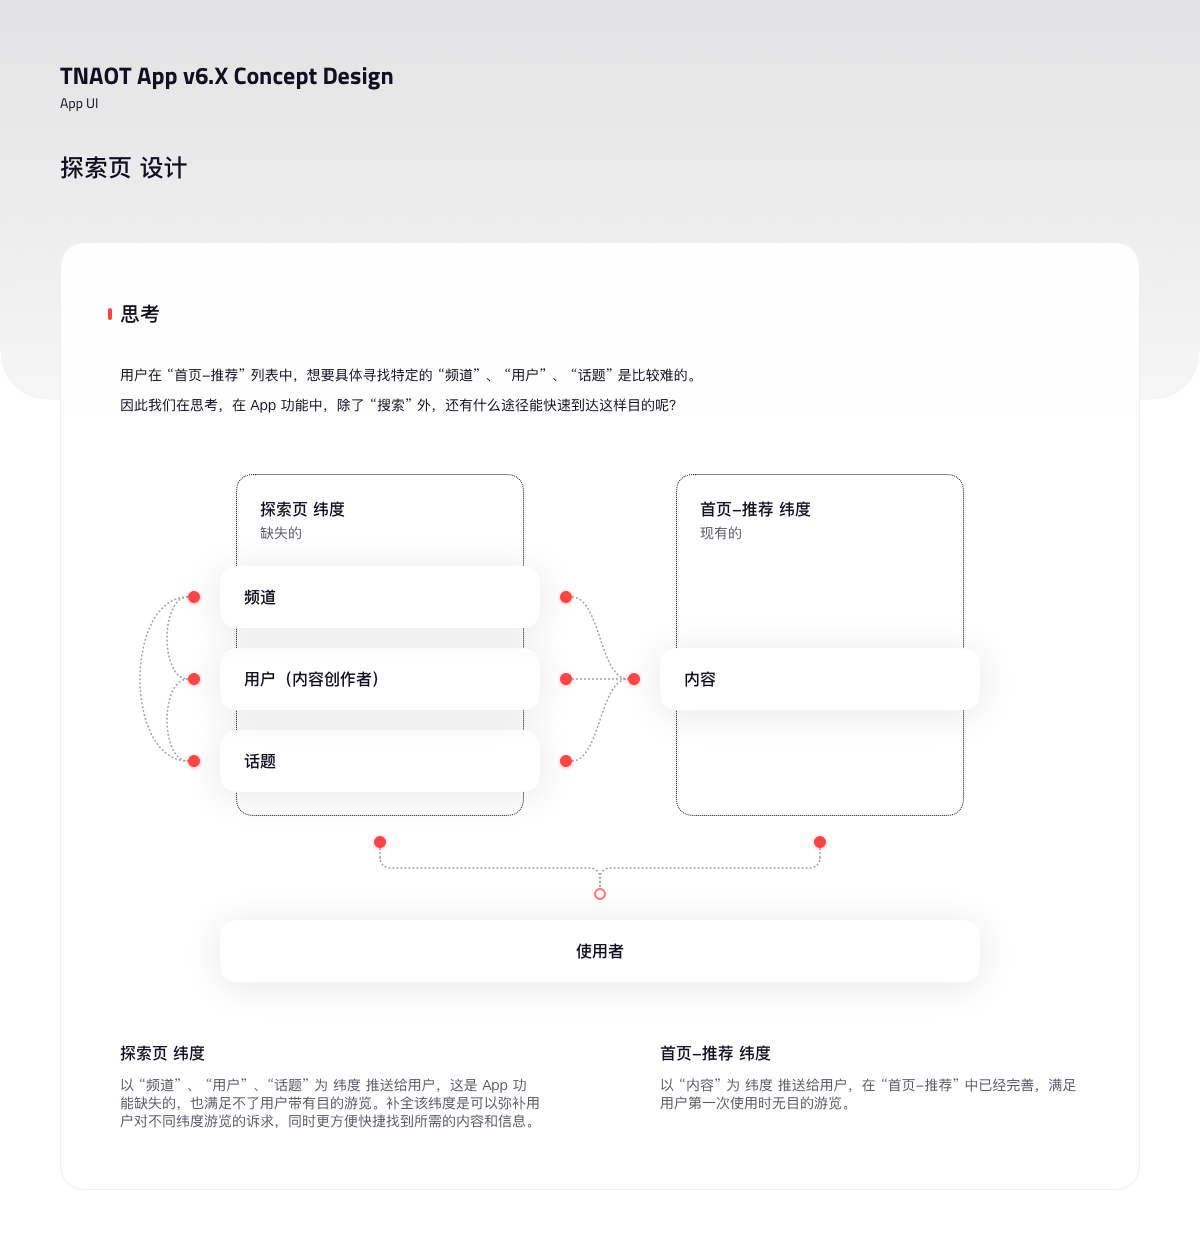 TNAOT App v6.X Concept Design
App UI
探索页 设计
思考
用户在 “首页–推荐” 列表中，想要具体寻找特定的 “频道” 、 “用户” 、 “话题” 是比较难的。
因此我们在思考，在 App 功能中，除了 “搜索” 外，还有什么途径能快速到达这样目的呢？
探索页 纬度
缺失的
频道
用户（内容创作者）
话题
首页–推荐 纬度
现有的
内容
使用者
探索页 纬度
以 “频道” 、 “用户” 、“话题” 为 纬度 推送给用户，这是 App 功
能缺失的，也满足不了用户带有目的游览。补全该纬度是可以弥补用
户对不同纬度游览的诉求，同时更方便快捷找到所需的内容和信息。
首页–推荐 纬度
以 “内容” 为 纬度 推送给用户，在 “首页–推荐” 中已经完善，满足
用户第一次使用时无目的游览。